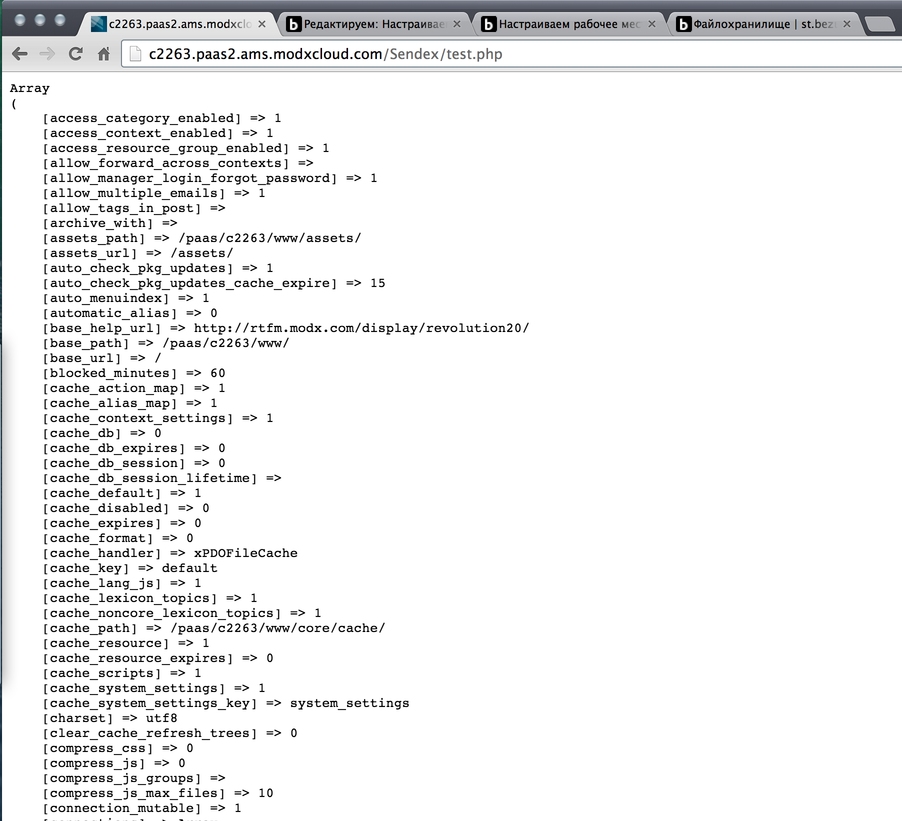 c2263.paas2.ams.modxclo
Редактируем: Настраивае
Настраиваем рабочее мес
Файлохранилище | st.bez
c2263.paas2.ams.modxcloud.com/Sendex/test.php
Array
(
[access_category_enabled] => 1
[access_context_enabled] => 1
[access_resource_group_enabled] => 1
[allow_forward_across_contexts] =>
[allow_manager_login_forgot_password] => 1
[allow_multiple_emails] => 1
[allow_tags_in_post] =>
[archive_with] =>
[assets_path] => /paas/c2263/www/assets/
[assets_url] => /assets/
[auto_check_pkg_updates] => 1
[auto_check_pkg_updates_cache_expire] => 15
[auto_menuindex] => 1
[automatic_alias] => 0
[base_help_url] => http://rtfm.modx.com/display/revolution20/
[base_path] => /paas/c2263/www/
[base_url] => /
[blocked_minutes] => 60
[cache_action_map] => 1
[cache_alias_map] => 1
[cache_context_settings] => 1
[cache_db] => 0
[cache_db_expires] => 0
[cache_db_session] => 0
[cache_db_session_lifetime] =>
[cache_default] => 1
[cache_disabled] => 0
[cache_expires] => 0
[cache_format] => 0
[cache_handler] => xPDOFileCache
[cache_key] => default
[cache_lang_js] => 1
[cache_lexicon_topics] => 1
[cache_noncore_lexicon_topics] => 1
[cache_path] => /paas/c2263/www/core/cache/
[cache_resource] => 1
[cache_resource_expires] => 0
[cache_scripts] => 1
[cache_system_settings] => 1
[cache_system_settings_key] => system_settings
[charset] => utf8
[clear_cache_refresh_trees] => 0
[compress_css] => 0
[compress_js] => 0
[compress_js_groups] =>
[compress_js_max_files] => 10
[connection_mutable] => 1